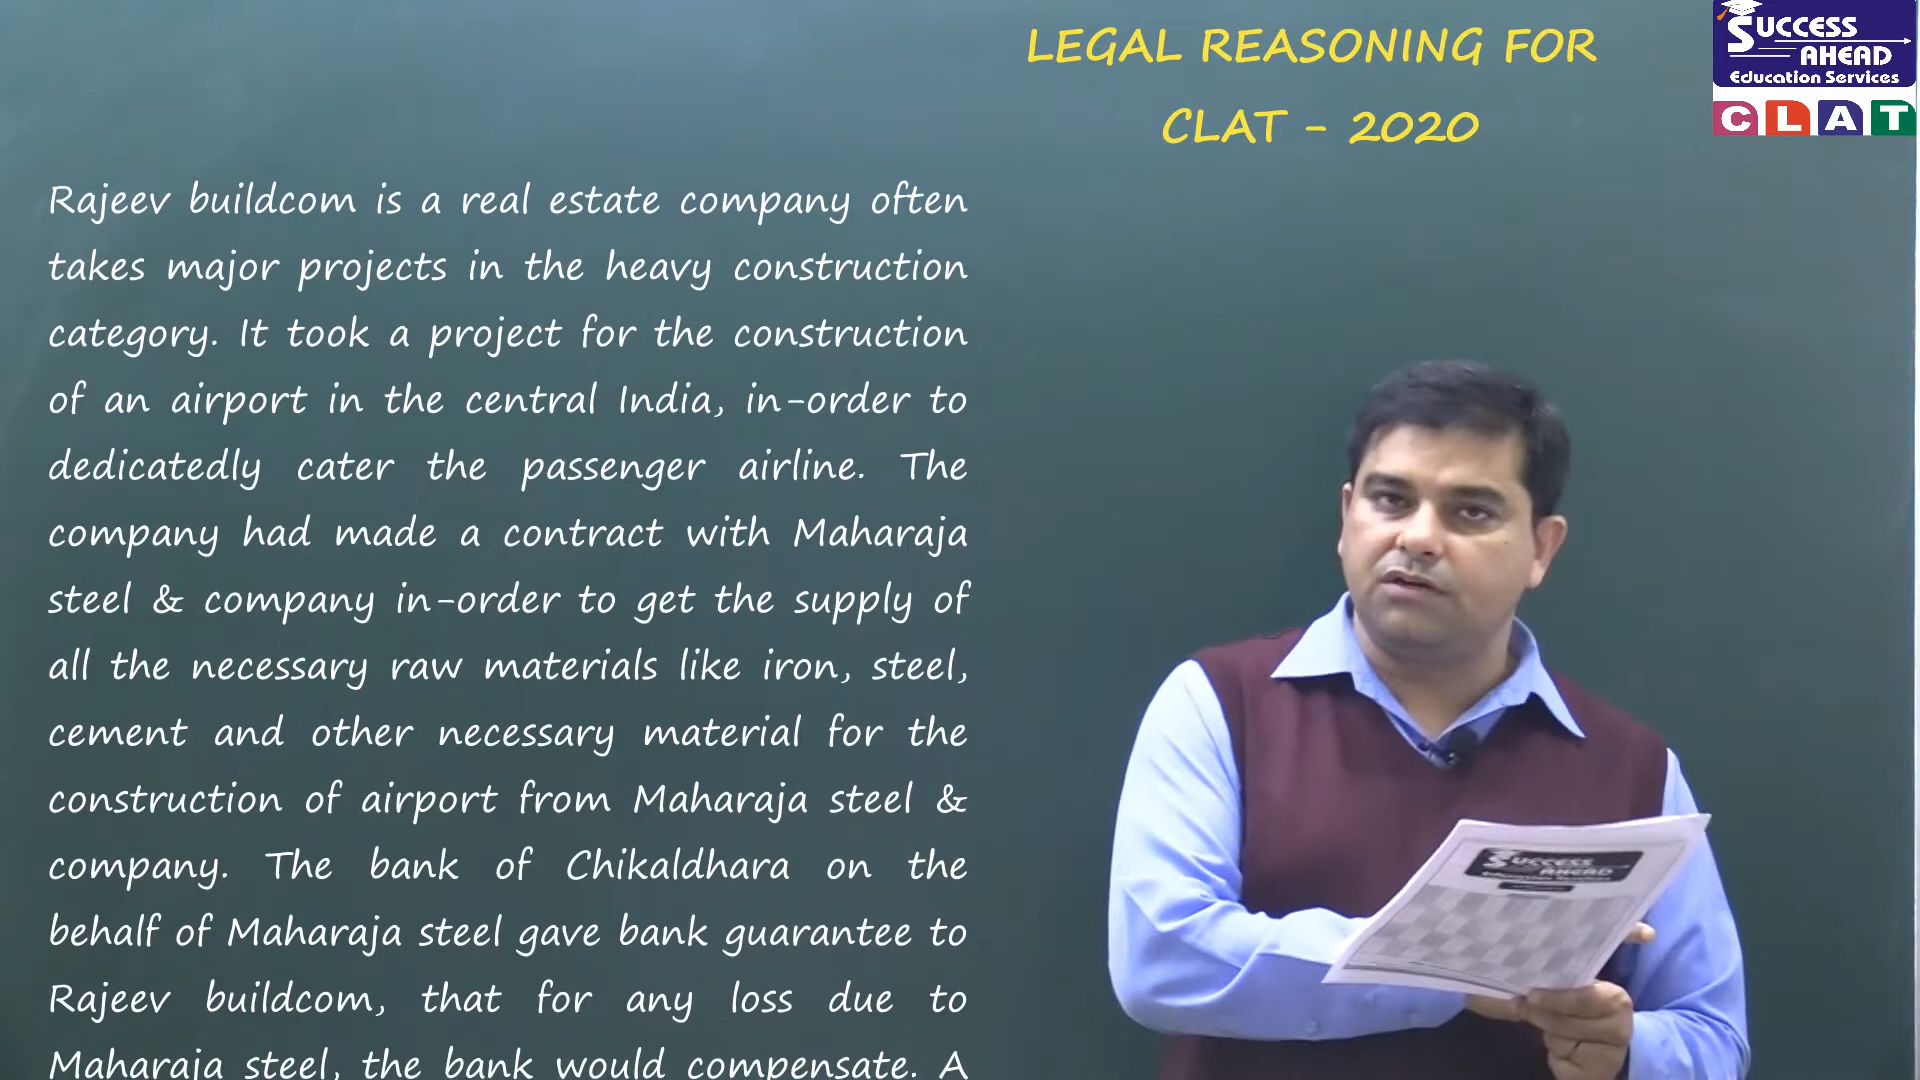 LEGAL REASONING FOR
CLAT - 2020
SUCCESS
AHEAD
Education Services
CLAT
Rajeev buildcom is a real estate company often
takes major projects in the heavy construction
category. It took a project for the construction
of an airport in the central India, in-order to
dedicatedly cater the passenger airline. The
company had made a contract with Maharaja
steel & company in-order to get the supply of
all the necessary raw materials like iron, steel,
cement and other necessary material for the
construction of airport from Maharaja steel &
company. The bank of Chikaldhara on the
behalf of Maharaja steel gave bank guarantee to
Rajeev buildcom, that for any loss due to
Maharaja steel, the bank would compensate. A
SUCCESS
AHEAD